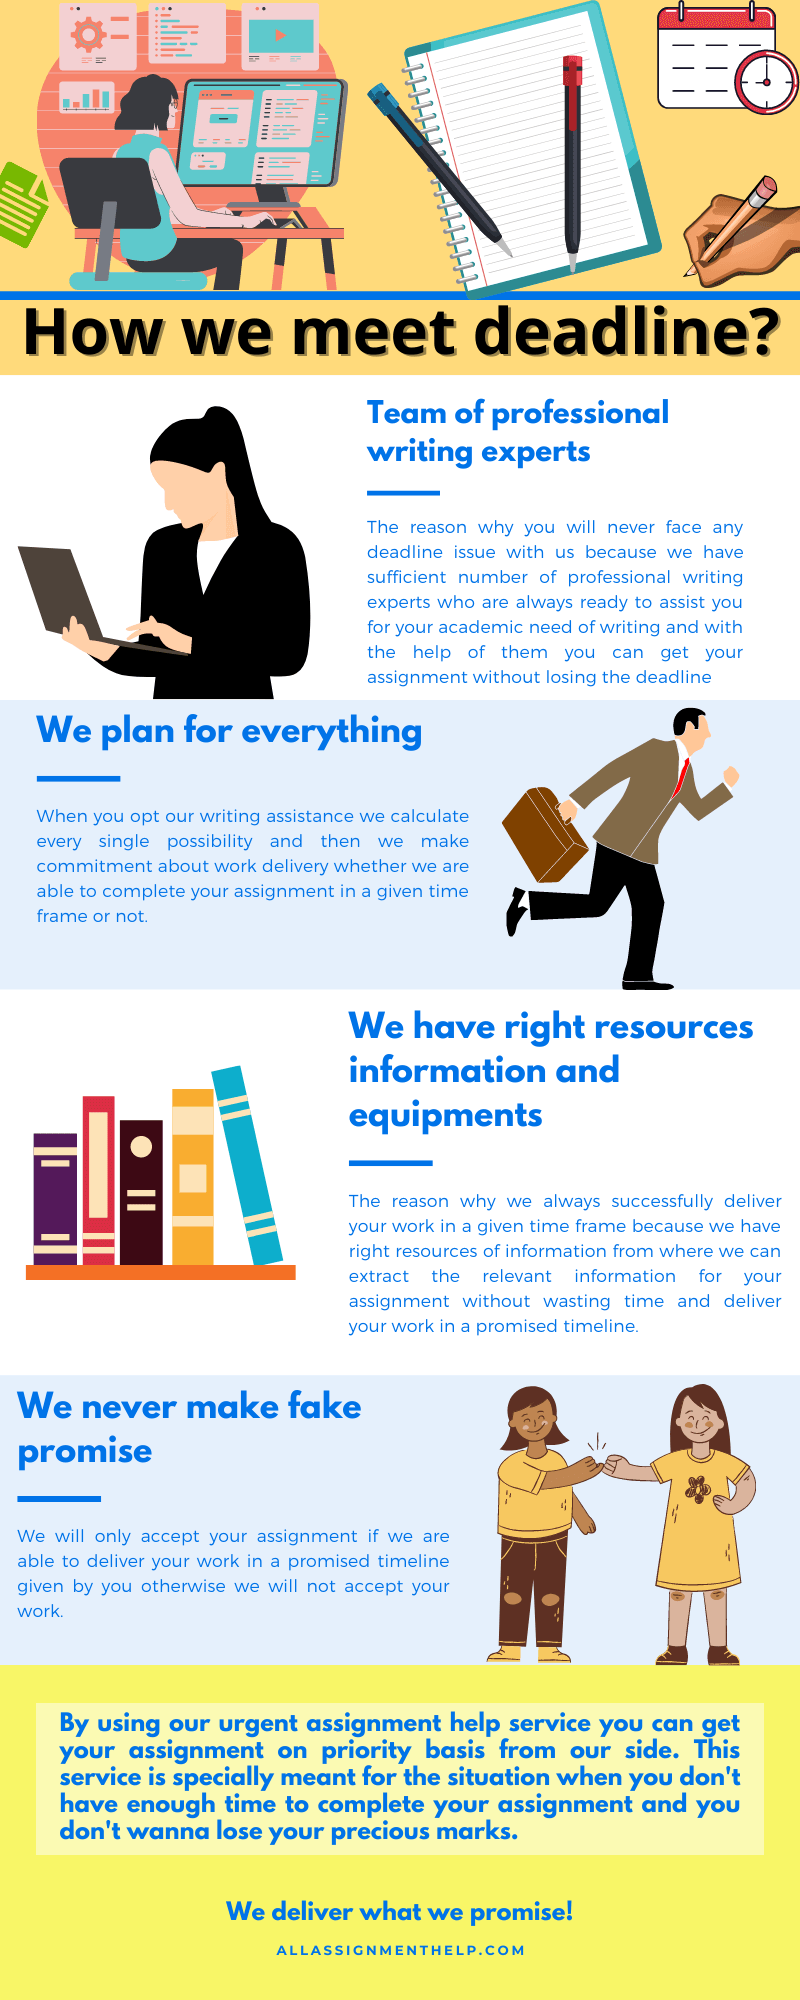 How we meet deadline?
Team of professional
writing experts
The reason why you will never face any
deadline issue with us because we have
sufficient number of professional writing
experts who are always ready to assist you
for your academic need of writing and with
the help of them you can get your
assignment without losing the deadline
We plan for everything
When you opt our writing assistance we calculate
every single possibility and then we make
commitment about work delivery whether we are
able to complete your assignment in a given time
frame or not.
We have right resources
information and
equipments
The reason why we always successfully deliver
your work in a given time frame because we have
right resources of information from where we can
extract the relevant information for your
assignment without wasting time and deliver
your work in a promised timeline.
We never make fake
promise
We will only accept your assignment if we are
able to deliver your work in a promised timeline
given by you otherwise we will not accept your
work.
By using our urgent assignment help service you can get
your assignment on priority basis from our side. This
service is specially meant for the situation when you don't
have enough time to complete your assignment and you
don't wanna lose your precious marks.
We deliver what we promise!
ALLASSIGNMENTHELP.COM